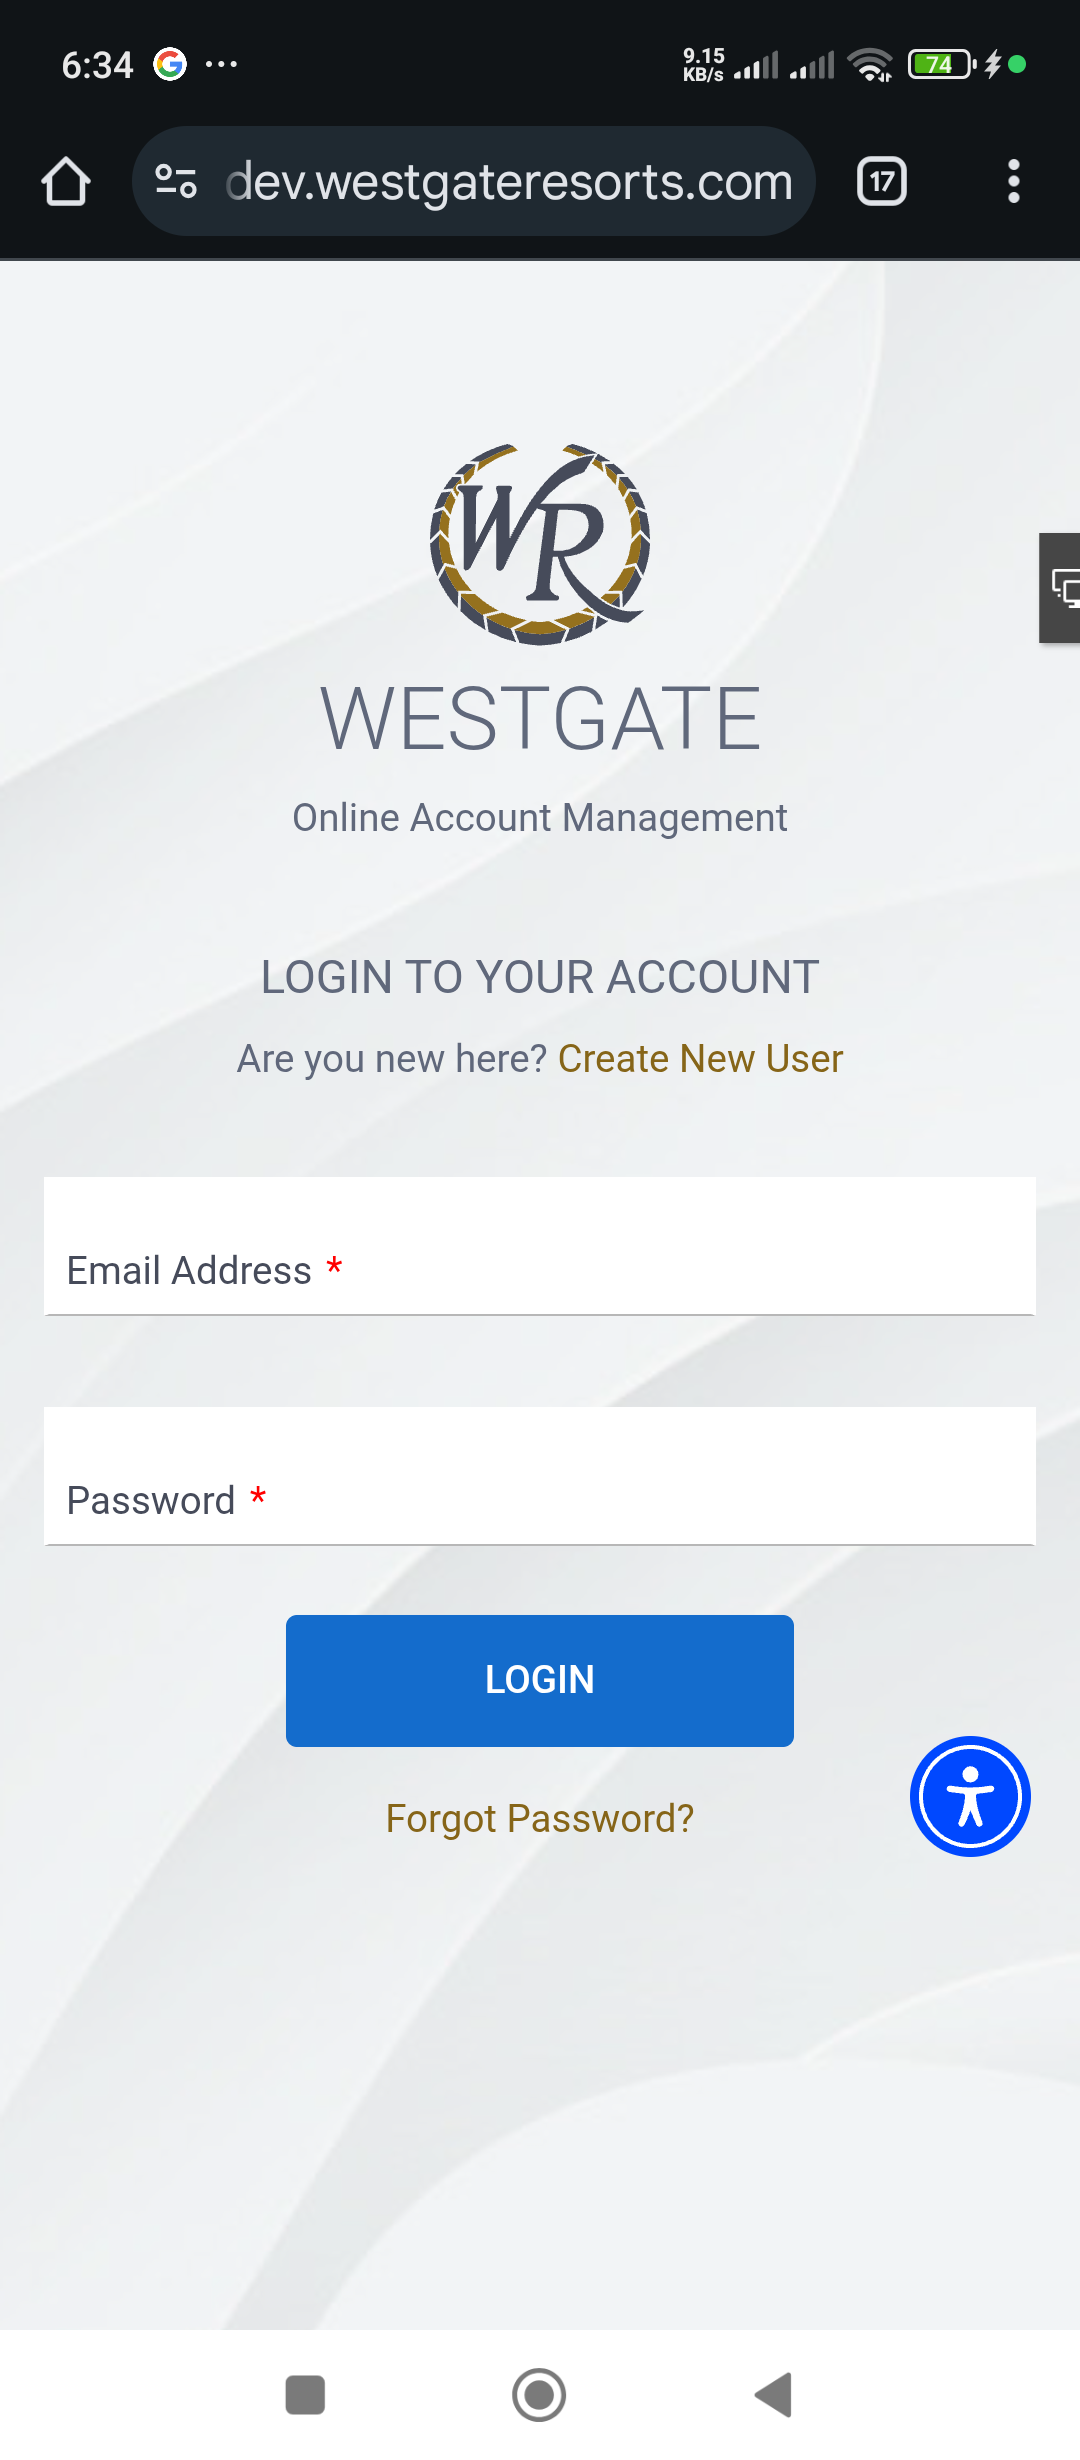 6:34
9.15
KB/s
74
dev.westgateresorts.com
17
WR
WESTGATE
Online Account Management
LOGIN TO YOUR ACCOUNT
Are you new here? Create New User
Email Address *
Password *
LOGIN
Forgot Password?